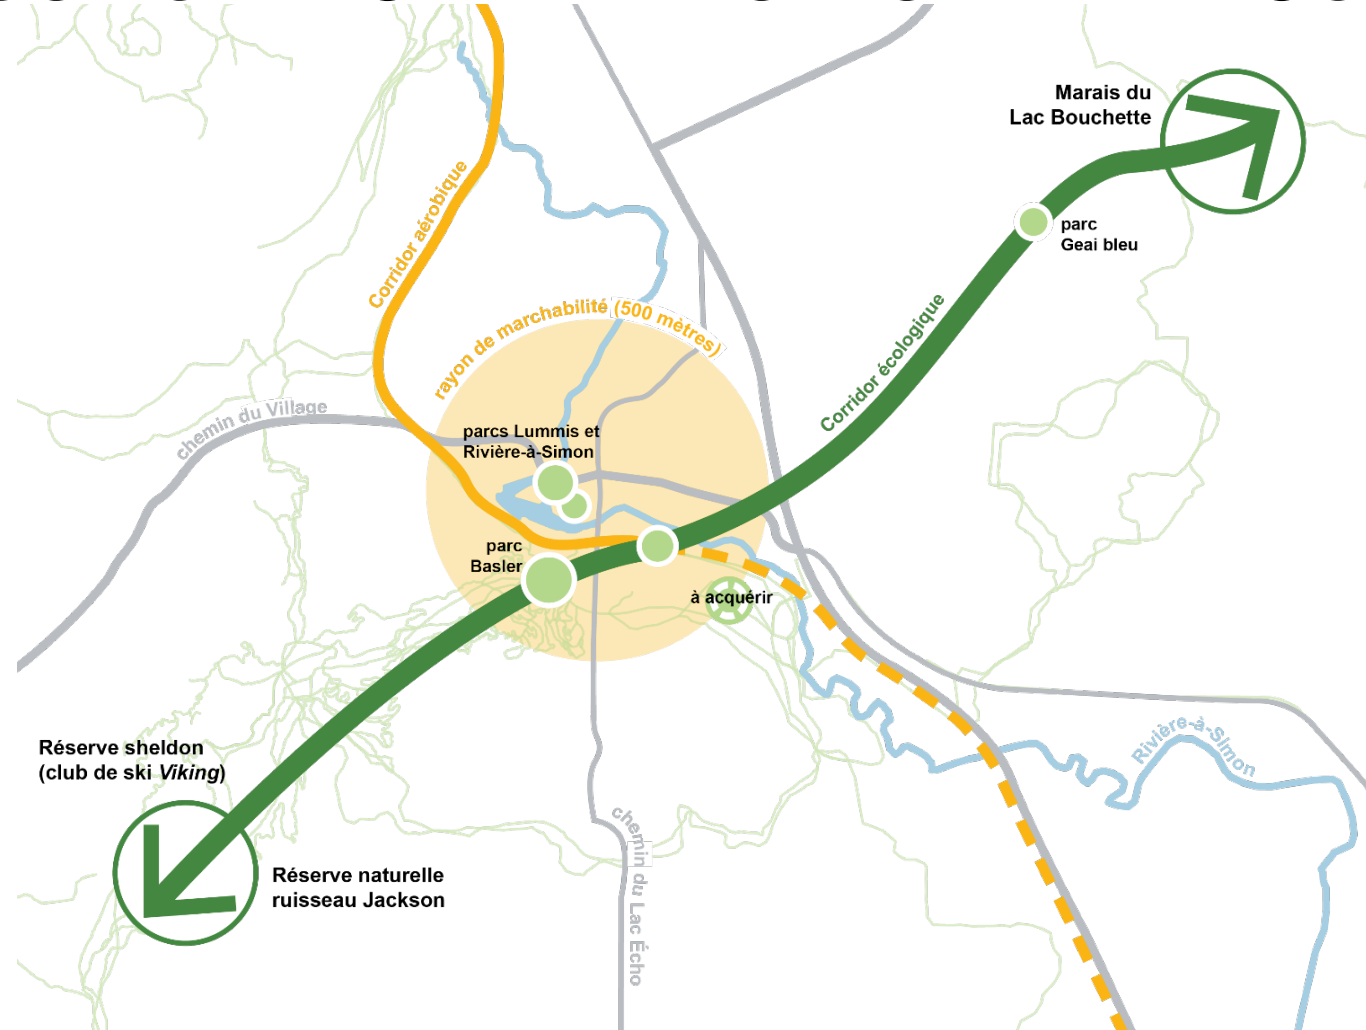 Marais du
Lac Bouchette
parc
Geai bleu
Corridor aérobique
Corridor écologique
rayon de marchabilité (500 mètres)
chemin du Village
parcs Lummis et
Rivière-à-Simon
parc
Basler
à acquérir
Rivière-à-Simon
Réserve sheldon
(club de ski Viking)
Réserve naturelle
ruisseau Jackson
chemin du Lac Écho